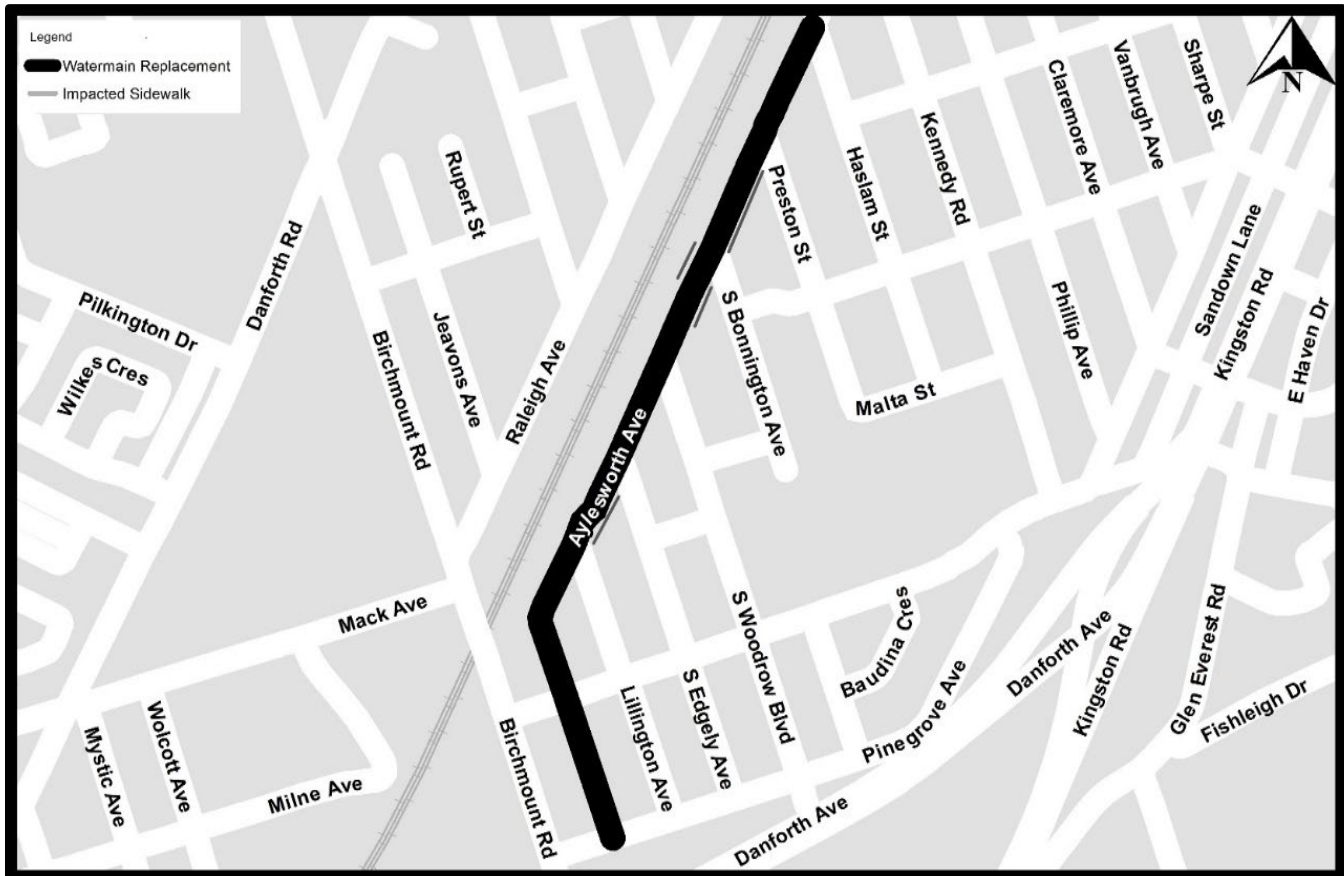 Legend
Watermain Replacement
Impacted Sidewalk
N
Sharpe St
Vanbrugh Ave
Claremore Ave
Kennedy Rd
Haslam St
Preston St
Rupert St
Danforth Rd
Pilkington Dr
Wilkes Cres
Birchmount Rd
Jeavons Ave
Raleigh Ave
S Bonnington Ave
Malta St
Phillip Ave
Sandown Lane
Kingston Rd
E Haven Dr
Aylesworth Ave
Mack Ave
Mystic Ave
Wolcott Ave
Milne Ave
Birchmount Rd
Lillington Ave
S Edgely Ave
S Woodrow Blvd
Baudina Cres
Pinegrove Ave
Danforth Ave
Danforth Ave
Kingston Rd
Glen Everest Rd
Fishleigh Dr